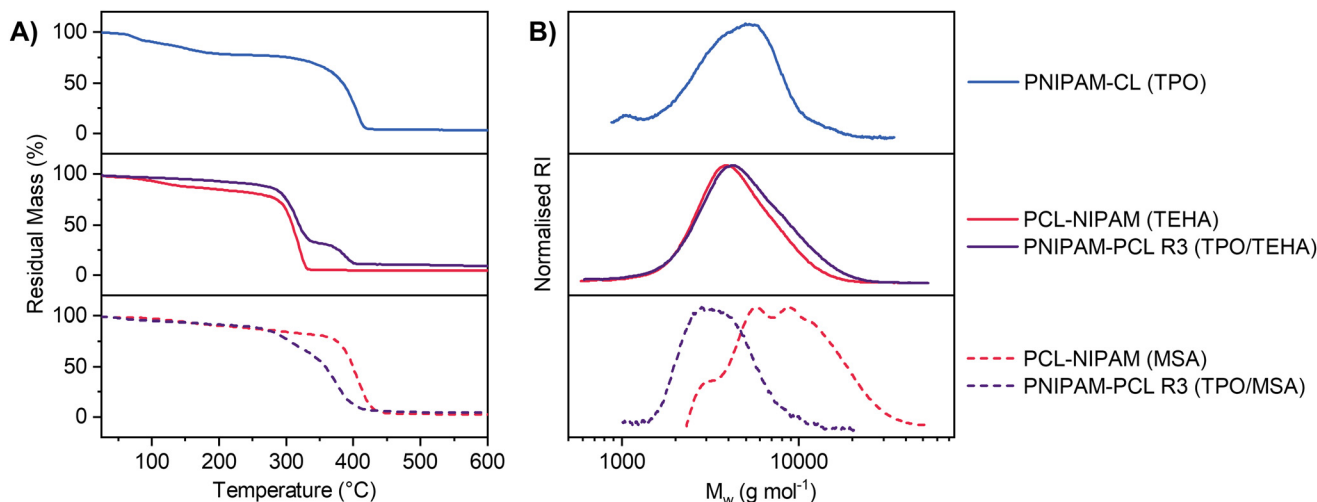 A)
100
50
0
100
50
0
100
50
0
Residual Mass (%)
100 200 300 400 500 600
Temperature (°C)
B)
Normalised RI
1000 10000
M_w (g mol⁻¹)
PNIPAM-CL (TPO)
PCL-NIPAM (TEHA)
PNIPAM-PCL R3 (TPO/TEHA)
PCL-NIPAM (MSA)
PNIPAM-PCL R3 (TPO/MSA)